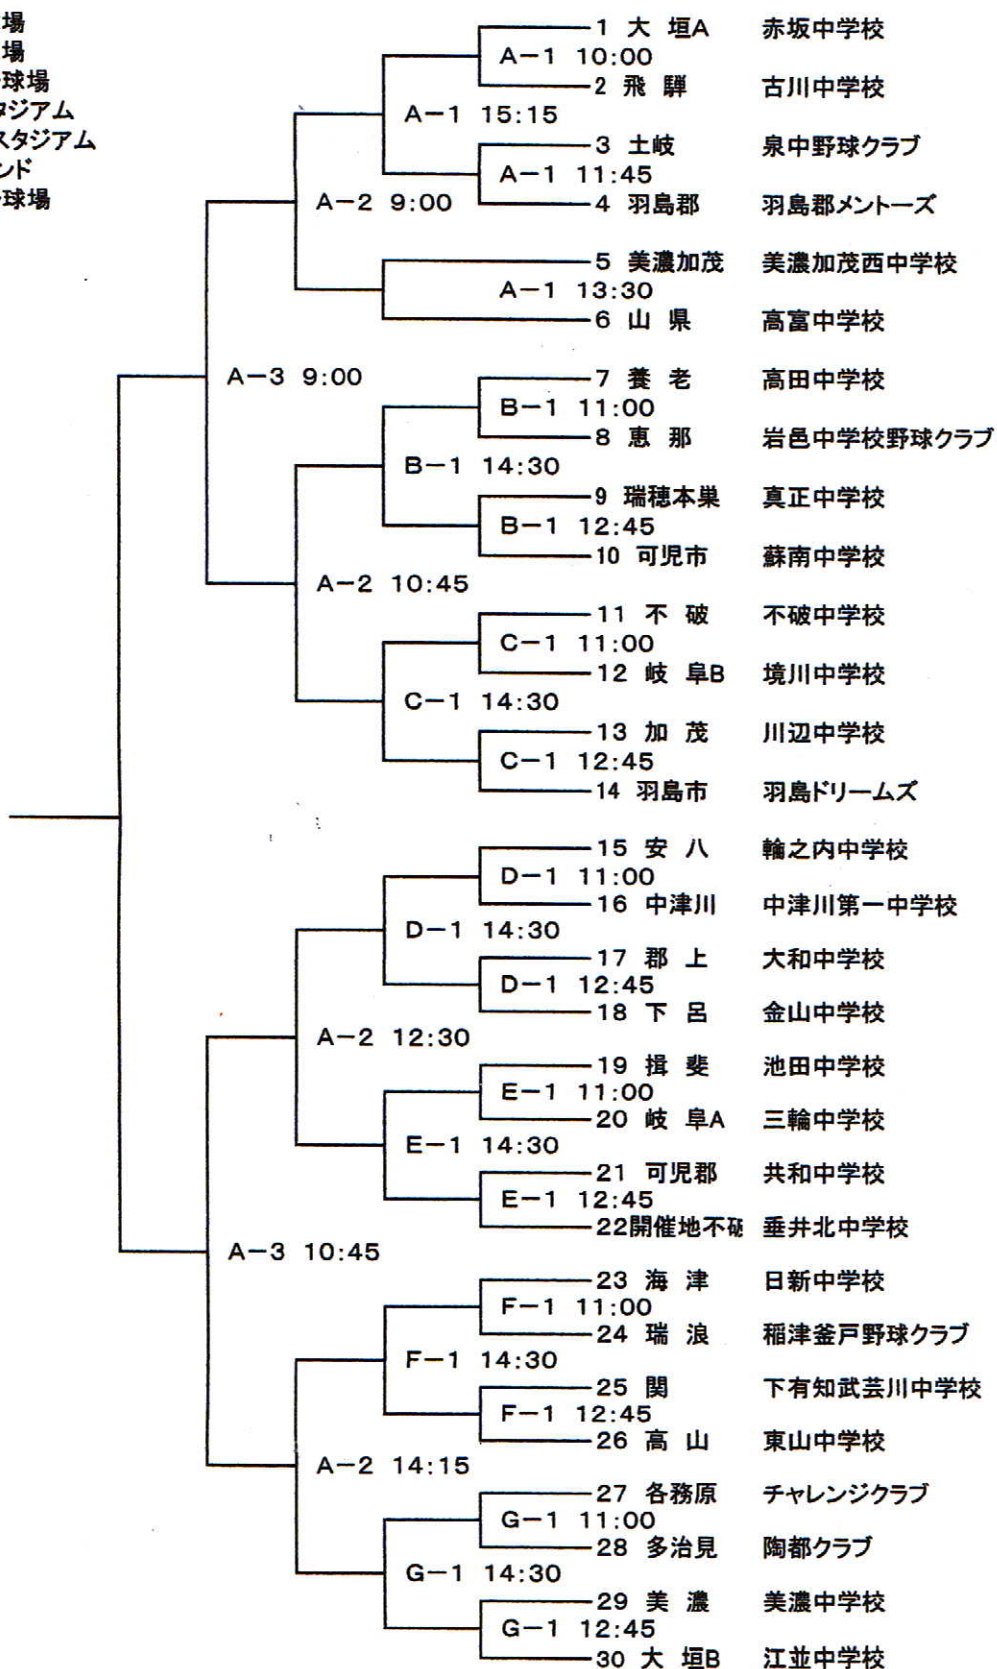 場
場
球場
タジアム
スタジアム
ンド
球場
1 大 垣A 赤坂中学校
A-1 10:00
2 飛 騨 古川中学校
A-1 15:15
3 土岐 泉中野球クラブ
A-1 11:45
4 羽島郡 羽島郡メントーズ
A-2 9:00
5 美濃加茂 美濃加茂西中学校
A-1 13:30
6 山 県 高富中学校
A-3 9:00
7 養 老 高田中学校
B-1 11:00
8 恵 那 岩邑中学校野球クラブ
B-1 14:30
9 瑞穂本巣 真正中学校
B-1 12:45
10 可児市 蘇南中学校
A-2 10:45
11 不 破 不破中学校
C-1 11:00
12 岐 阜B 境川中学校
C-1 14:30
13 加 茂 川辺中学校
C-1 12:45
14 羽島市 羽島ドリームズ
15 安 八 輪之内中学校
D-1 11:00
16 中津川 中津川第一中学校
D-1 14:30
17 郡 上 大和中学校
D-1 12:45
18 下 呂 金山中学校
A-2 12:30
19 揖 斐 池田中学校
E-1 11:00
20 岐 阜A 三輪中学校
E-1 14:30
21 可児郡 共和中学校
E-1 12:45
22開催地不破 垂井北中学校
A-3 10:45
23 海 津 日新中学校
F-1 11:00
24 瑞 浪 稲津釜戸野球クラブ
F-1 14:30
25 関 下有知武芸川中学校
F-1 12:45
26 高 山 東山中学校
A-2 14:15
27 各務原 チャレンジクラブ
G-1 11:00
28 多治見 陶都クラブ
G-1 14:30
29 美 濃 美濃中学校
G-1 12:45
30 大 垣B 江並中学校